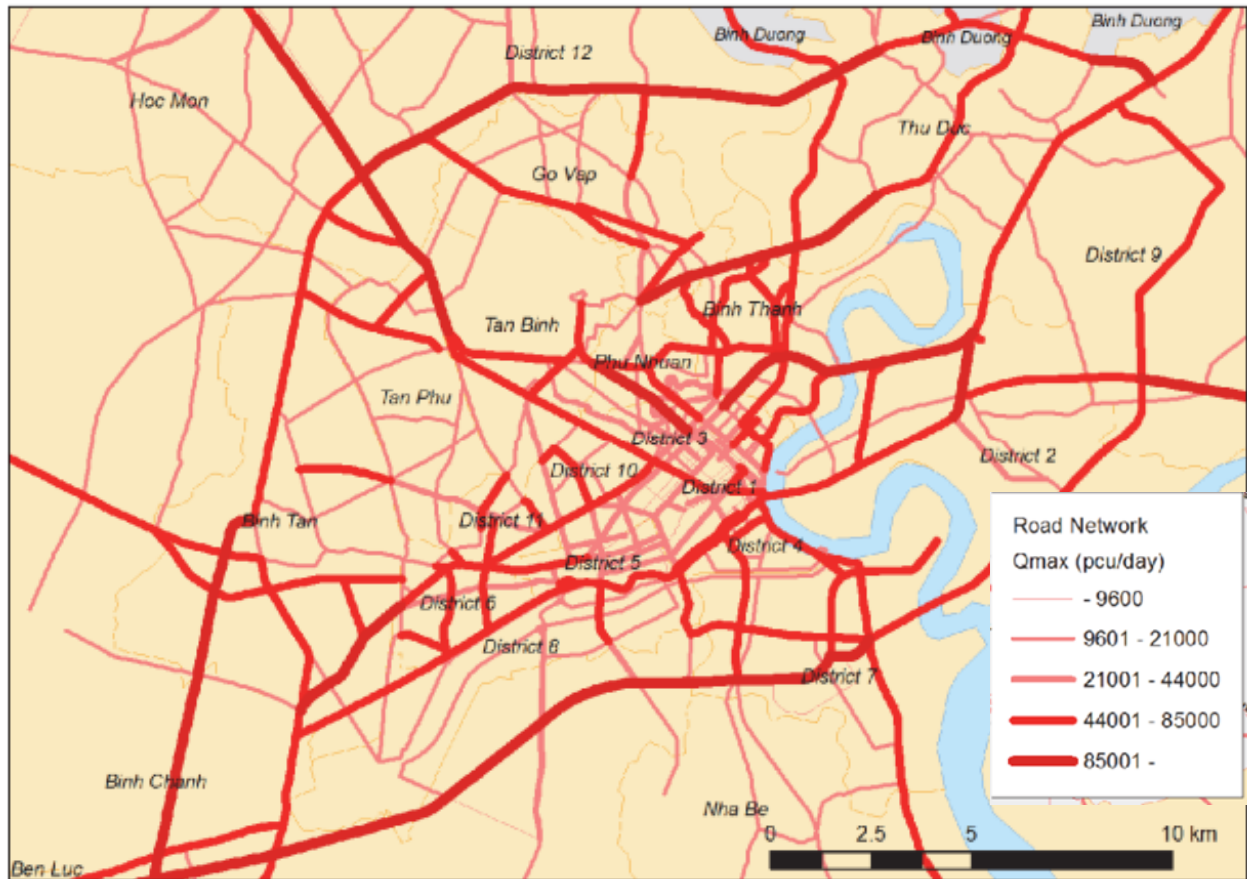 Binh Duong
Binh Duong
Binh Duong
District 12
Hoc Mon
Thu Duc
Go Vap
District 9
Binh Thanh
Tan Binh
Phu Nhuan
Tan Phu
District 3
District 2
District 10
District 1
Binh Tan
District 11
District 4
District 5
District 6
District 8
District 7
Binh Chanh
Nha Be
Ben Luc
Road Network
Qmax (pcu/day)
- 9600
9601 - 21000
21001 - 44000
44001 - 85000
85001 -
0 2.5 5 10 km